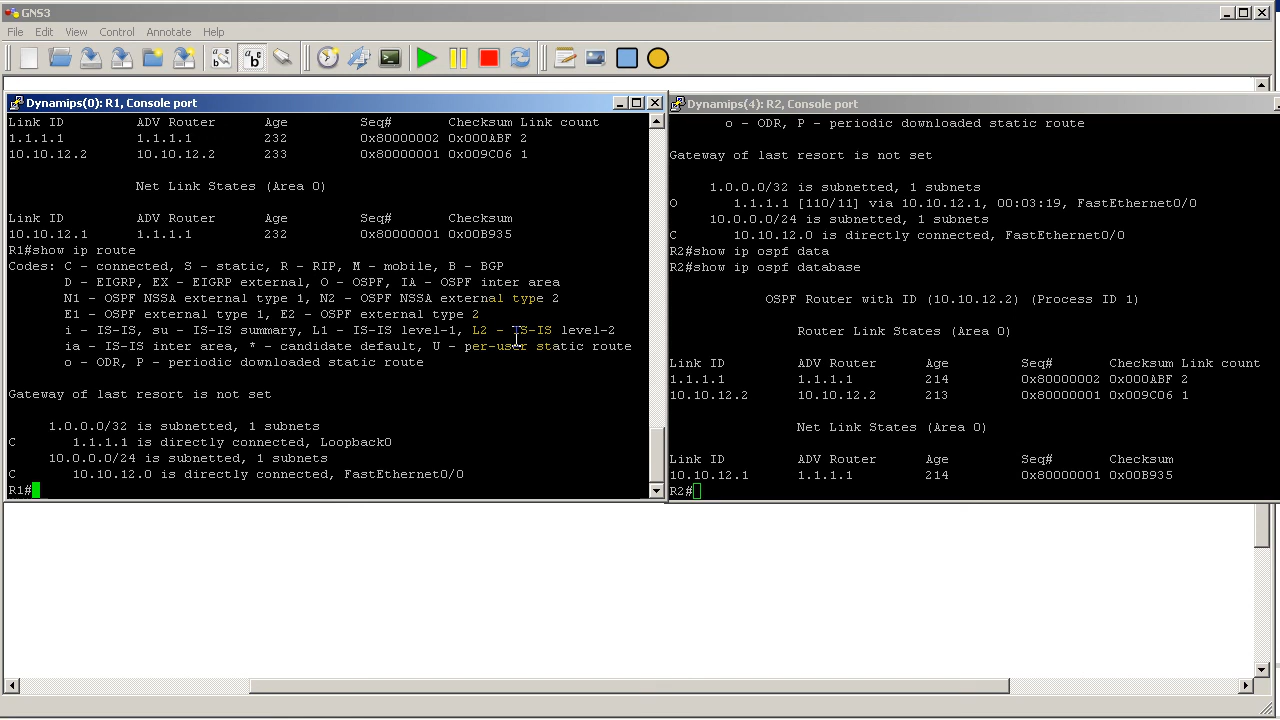 GNS3
File Edit View Control Annotate Help
Dynamips(0): R1, Console port
Link ID ADV Router Age Seq# Checksum Link count
1.1.1.1 1.1.1.1 232 0x80000002 0x000ABF 2
10.10.12.2 10.10.12.2 233 0x80000001 0x009C06 1
Net Link States (Area 0)
Link ID ADV Router Age Seq# Checksum
10.10.12.1 1.1.1.1 232 0x80000001 0x00B935
R1#show ip route
Codes: C - connected, S - static, R - RIP, M - mobile, B - BGP
D - EIGRP, EX - EIGRP external, O - OSPF, IA - OSPF inter area
N1 - OSPF NSSA external type 1, N2 - OSPF NSSA external type 2
E1 - OSPF external type 1, E2 - OSPF external type 2
i - IS-IS, su - IS-IS summary, L1 - IS-IS level-1, L2 - IS-IS level-2
ia - IS-IS inter area, * - candidate default, U - per-user static route
o - ODR, P - periodic downloaded static route
Gateway of last resort is not set
1.0.0.0/32 is subnetted, 1 subnets
C 1.1.1.1 is directly connected, Loopback0
10.0.0.0/24 is subnetted, 1 subnets
C 10.10.12.0 is directly connected, FastEthernet0/0
R1#
Dynamips(4): R2, Console port
o - ODR, P - periodic downloaded static route
Gateway of last resort is not set
1.0.0.0/32 is subnetted, 1 subnets
O 1.1.1.1 [110/11] via 10.10.12.1, 00:03:19, FastEthernet0/0
10.0.0.0/24 is subnetted, 1 subnets
C 10.10.12.0 is directly connected, FastEthernet0/0
R2#show ip ospf data
R2#show ip ospf database
OSPF Router with ID (10.10.12.2) (Process ID 1)
Router Link States (Area 0)
Link ID ADV Router Age Seq# Checksum Link count
1.1.1.1 1.1.1.1 214 0x80000002 0x000ABF 2
10.10.12.2 10.10.12.2 213 0x80000001 0x009C06 1
Net Link States (Area 0)
Link ID ADV Router Age Seq# Checksum
10.10.12.1 1.1.1.1 214 0x80000001 0x00B935
R2#